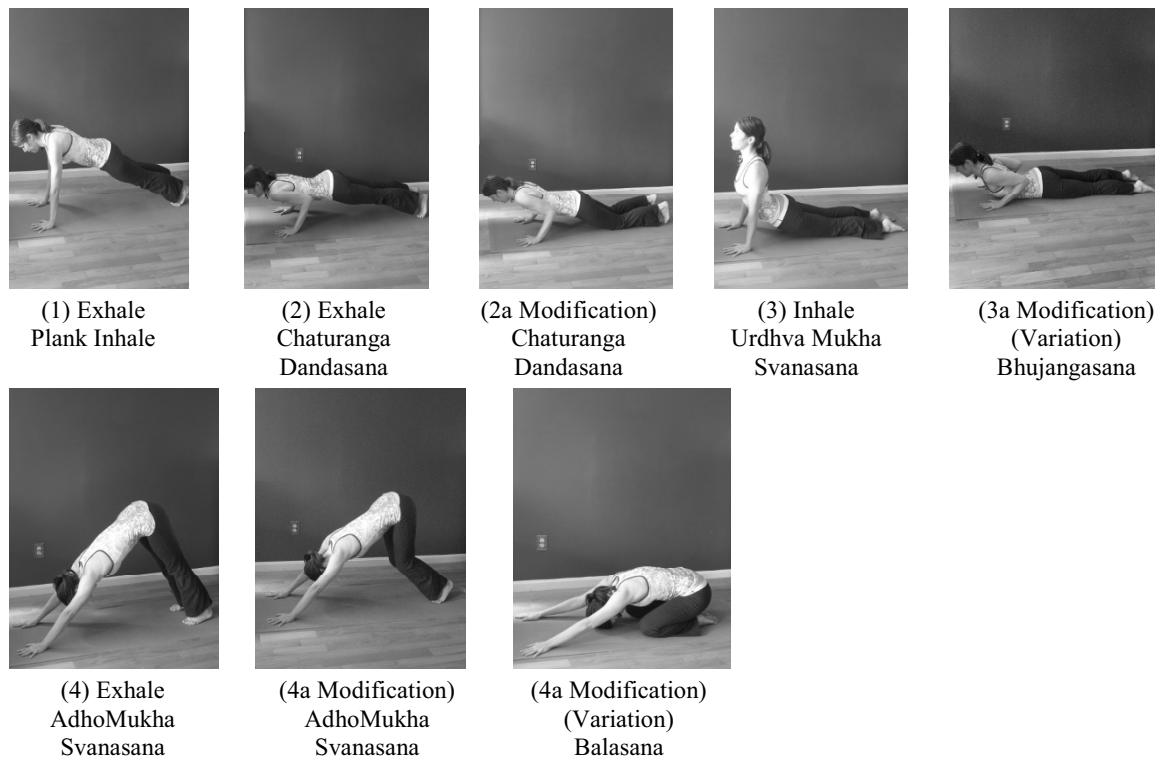 (1) Exhale
Plank Inhale
(2) Exhale
Chaturanga
Dandasana
(2a Modification)
Chaturanga
Dandasana
(3) Inhale
Urdhva Mukha
Svanasana
(3a Modification)
(Variation)
Bhujangasana
(4) Exhale
AdhoMukha
Svanasana
(4a Modification)
AdhoMukha
Svanasana
(4a Modification)
(Variation)
Balasana